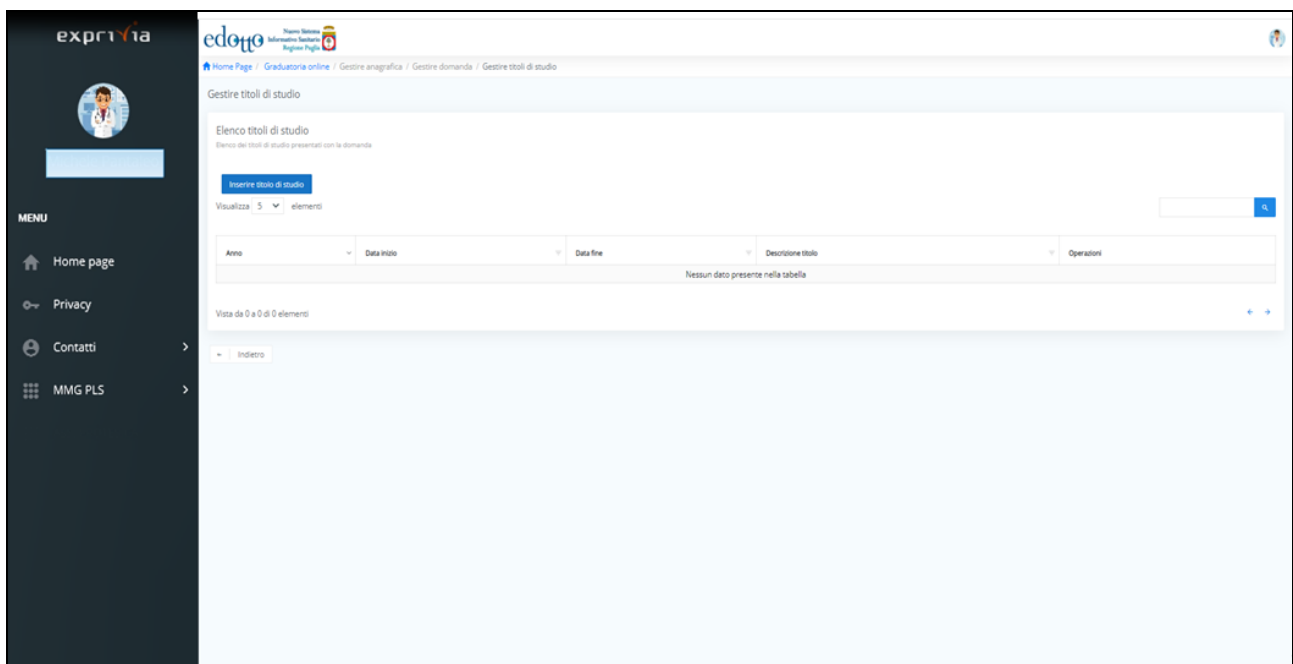 exprivia
MENU
Home page
Privacy
Contatti
MMG PLS
edotto Nuovo Sistema
Informativo Sanitario
Regione Puglia
Home Page / Graduatoria online / Gestire anagrafica / Gestire domanda / Gestire titoli di studio
Gestire titoli di studio
Elenco titoli di studio
Elenco dei titoli di studio presentati con la domanda
Inserire titolo di studio
Visualizza 5 elementi
Anno Data inizio Data fine Descrizione titolo Operazioni
Nessun dato presente nella tabella
Vista da 0 a 0 di 0 elementi
Indietro